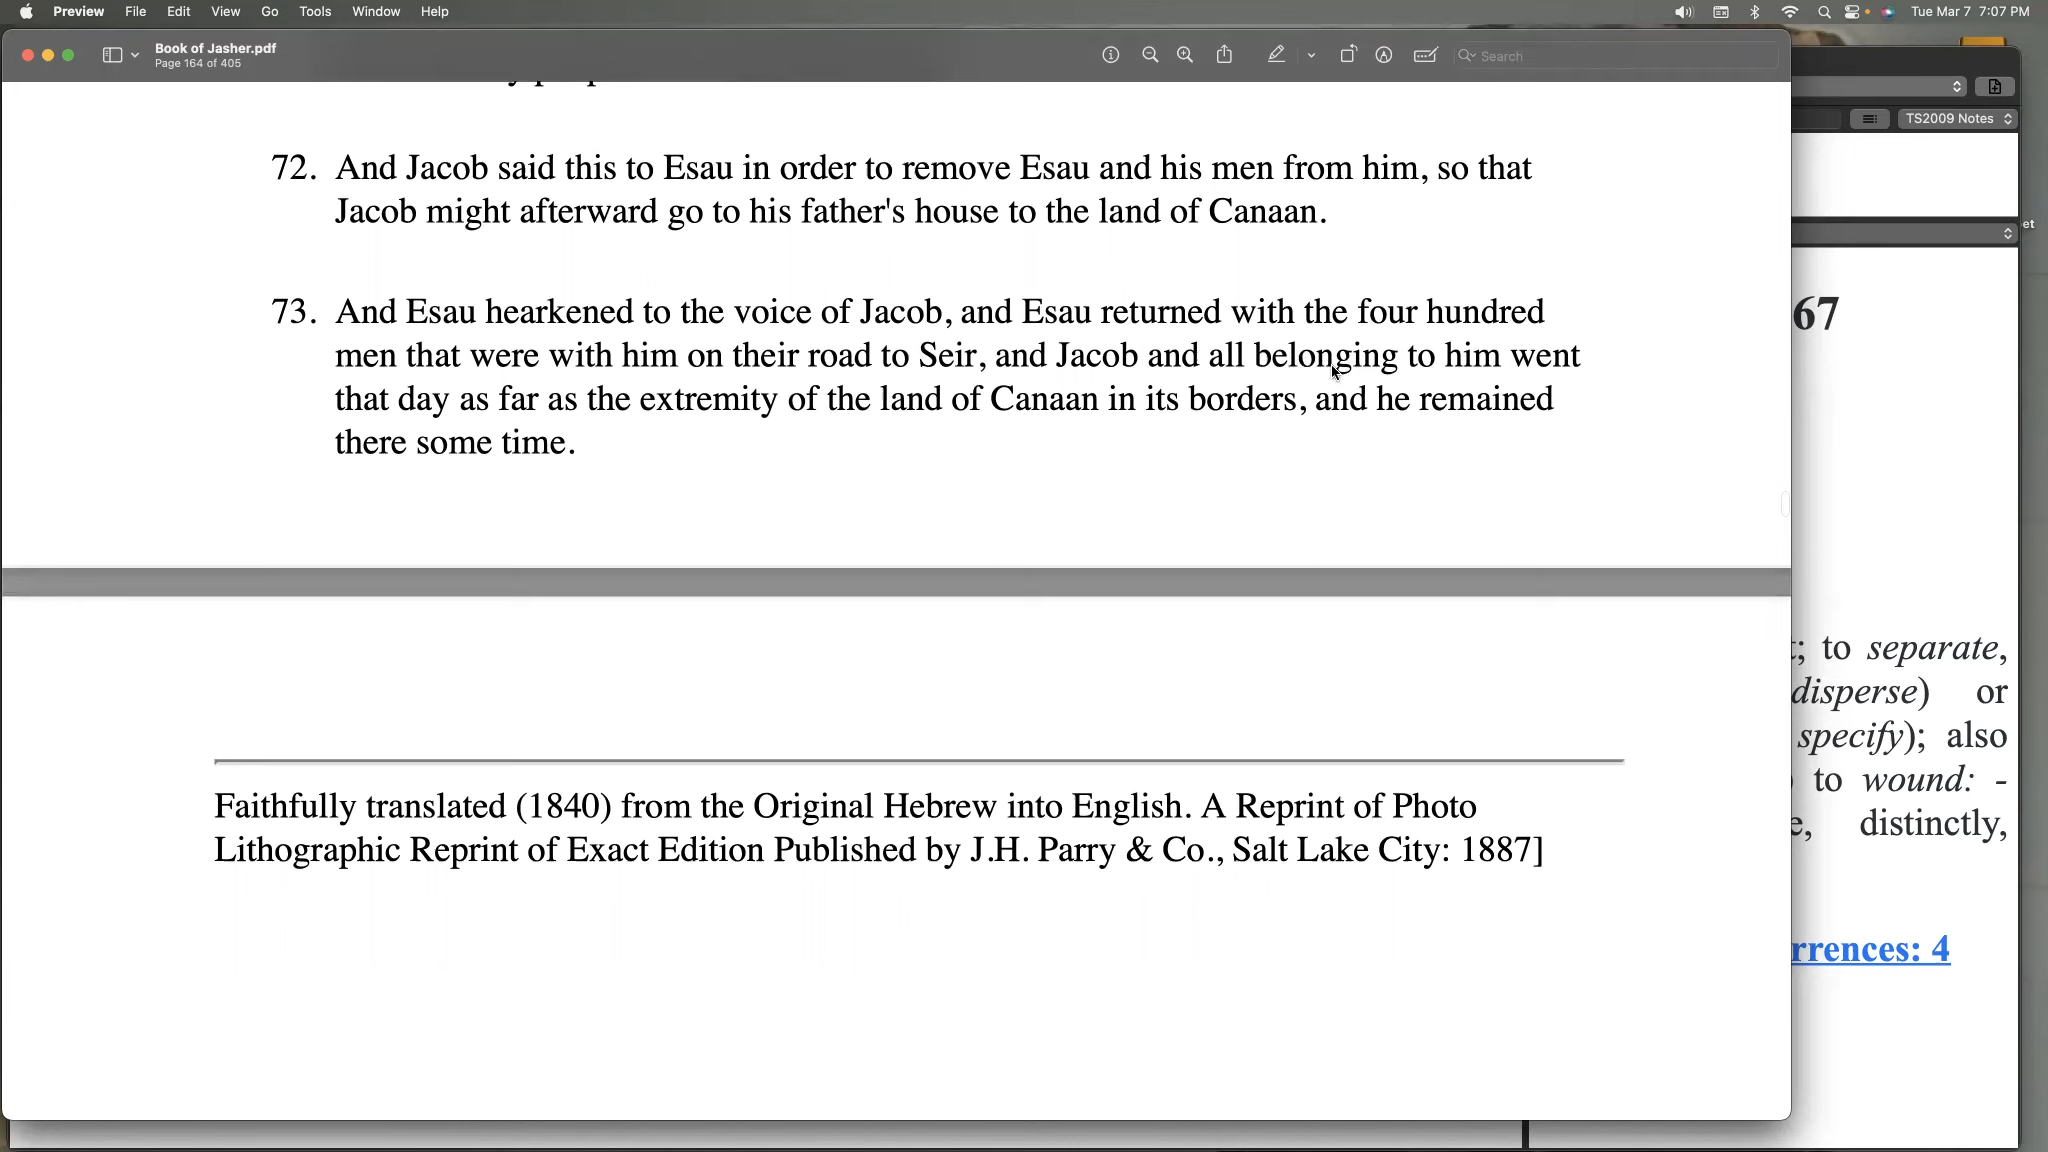 Preview File Edit View Go Tools Window Help
Tue Mar 7 7:07 PM
Book of Jasher.pdf
Page 164 of 405
Search
TS2009 Notes
72. And Jacob said this to Esau in order to remove Esau and his men from him, so that
Jacob might afterward go to his father's house to the land of Canaan.
et
73. And Esau hearkened to the voice of Jacob, and Esau returned with the four hundred
men that were with him on their road to Seir, and Jacob and all belonging to him went
that day as far as the extremity of the land of Canaan in its borders, and he remained
there some time.
67
; to separate,
disperse) or
specify); also
) to wound: -
e, distinctly,
rrences: 4
Faithfully translated (1840) from the Original Hebrew into English. A Reprint of Photo
Lithographic Reprint of Exact Edition Published by J.H. Parry & Co., Salt Lake City: 1887]